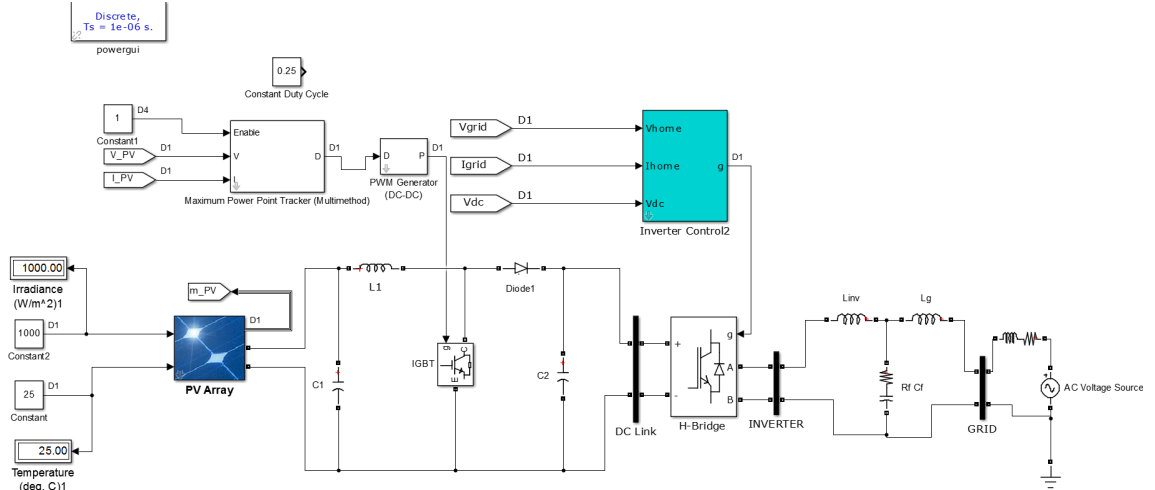 Discrete,
Ts = 1e-06 s.
powergui
0.25
Constant Duty Cycle
1
D4
Constant1
V_PV
D1
I_PV
D1
Enable
V
I
D
D1
Maximum Power Point Tracker (Multimethod)
D
P
D1
PWM Generator
(DC-DC)
Vgrid
D1
Igrid
D1
Vdc
D1
Vhome
Ihome
Vdc
g
D1
Inverter Control2
1000.00
Irradiance
(W/m^2)1
1000
D1
Constant2
25
D1
Constant
25.00
Temperature
(deg. C)1
m_PV
D1
PV Array
L1
C1
IGBT
g
C
E
Diode1
C2
DC Link
g
+
-
A
B
H-Bridge
INVERTER
Linv
Lg
Rf Cf
GRID
AC Voltage Source